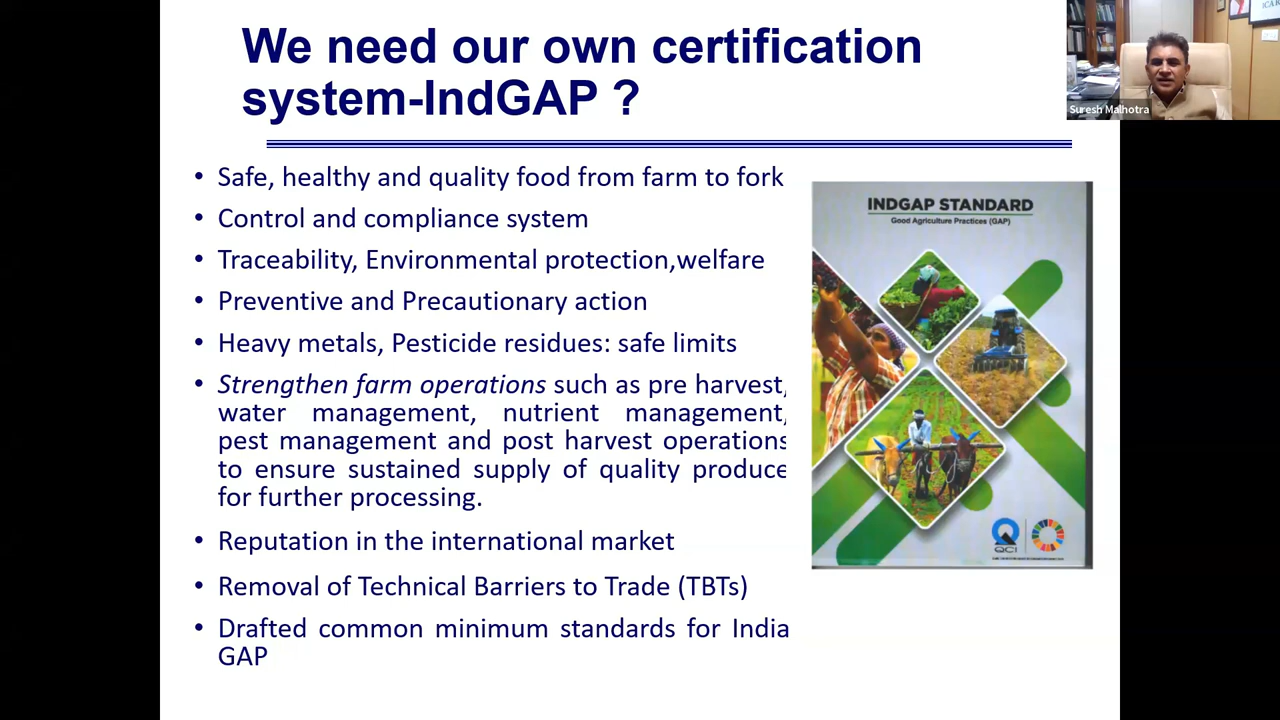 We need our own certification
system-IndGAP ?
Suresh Malhotra
• Safe, healthy and quality food from farm to fork
• Control and compliance system
• Traceability, Environmental protection,welfare
• Preventive and Precautionary action
• Heavy metals, Pesticide residues: safe limits
• Strengthen farm operations such as pre harvest,
water management, nutrient management,
pest management and post harvest operations
to ensure sustained supply of quality produce
for further processing.
• Reputation in the international market
• Removal of Technical Barriers to Trade (TBTs)
• Drafted common minimum standards for India
GAP
INDGAP STANDARD
Good Agriculture Practices (GAP)
QCI